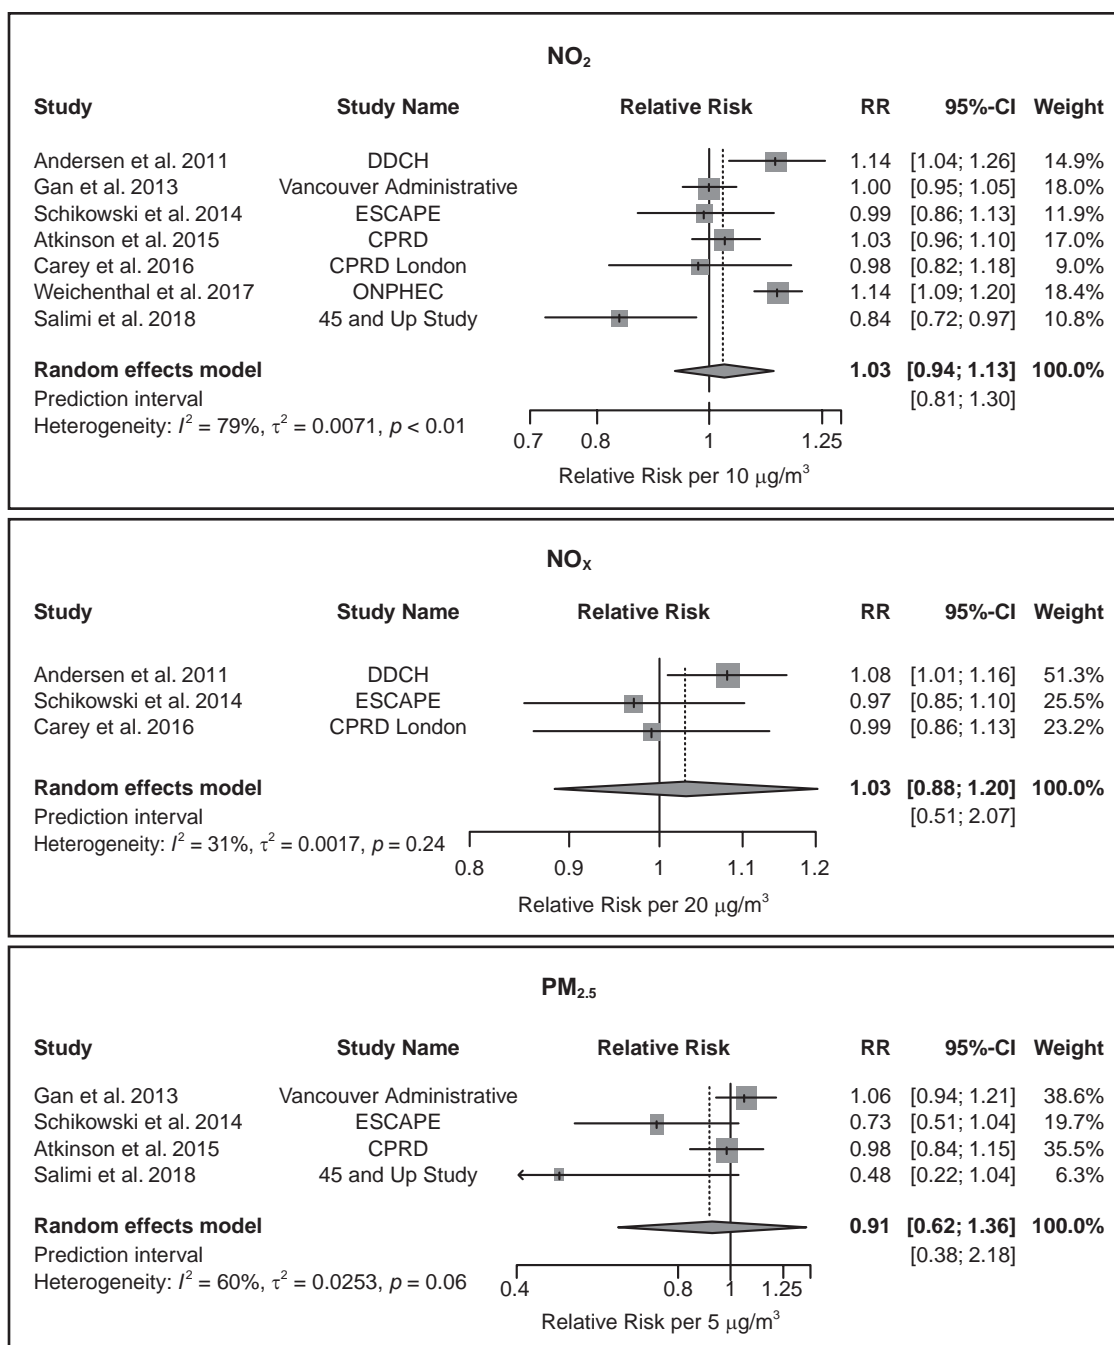 NO₂
Study Study Name Relative Risk RR 95%-CI Weight
Andersen et al. 2011 DDCH 1.14 [1.04; 1.26] 14.9%
Gan et al. 2013 Vancouver Administrative 1.00 [0.95; 1.05] 18.0%
Schikowski et al. 2014 ESCAPE 0.99 [0.86; 1.13] 11.9%
Atkinson et al. 2015 CPRD 1.03 [0.96; 1.10] 17.0%
Carey et al. 2016 CPRD London 0.98 [0.82; 1.18] 9.0%
Weichenthal et al. 2017 ONPHEC 1.14 [1.09; 1.20] 18.4%
Salimi et al. 2018 45 and Up Study 0.84 [0.72; 0.97] 10.8%
Random effects model 1.03 [0.94; 1.13] 100.0%
Prediction interval [0.81; 1.30]
Heterogeneity: I² = 79%, τ² = 0.0071, p < 0.01
0.7 0.8 1 1.25
Relative Risk per 10 μg/m³
NOₓ
Study Study Name Relative Risk RR 95%-CI Weight
Andersen et al. 2011 DDCH 1.08 [1.01; 1.16] 51.3%
Schikowski et al. 2014 ESCAPE 0.97 [0.85; 1.10] 25.5%
Carey et al. 2016 CPRD London 0.99 [0.86; 1.13] 23.2%
Random effects model 1.03 [0.88; 1.20] 100.0%
Prediction interval [0.51; 2.07]
Heterogeneity: I² = 31%, τ² = 0.0017, p = 0.24
0.8 0.9 1 1.1 1.2
Relative Risk per 20 μg/m³
PM₂.₅
Study Study Name Relative Risk RR 95%-CI Weight
Gan et al. 2013 Vancouver Administrative 1.06 [0.94; 1.21] 38.6%
Schikowski et al. 2014 ESCAPE 0.73 [0.51; 1.04] 19.7%
Atkinson et al. 2015 CPRD 0.98 [0.84; 1.15] 35.5%
Salimi et al. 2018 45 and Up Study 0.48 [0.22; 1.04] 6.3%
Random effects model 0.91 [0.62; 1.36] 100.0%
Prediction interval [0.38; 2.18]
Heterogeneity: I² = 60%, τ² = 0.0253, p = 0.06
0.4 0.8 1 1.25
Relative Risk per 5 μg/m³